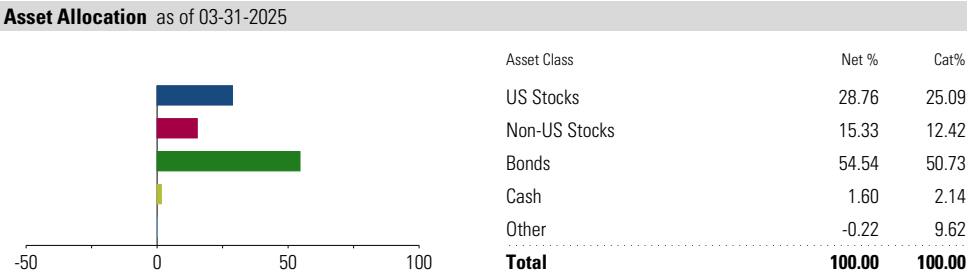 Asset Allocation as of 03-31-2025
Asset Class Net % Cat%
US Stocks 28.76 25.09
Non-US Stocks 15.33 12.42
Bonds 54.54 50.73
Cash 1.60 2.14
Other -0.22 9.62
Total 100.00 100.00
-50 0 50 100